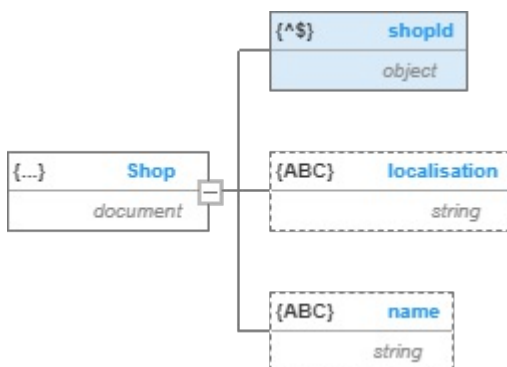 {^$} shopId
object
{...} Shop
document
{ABC} localisation
string
{ABC} name
string